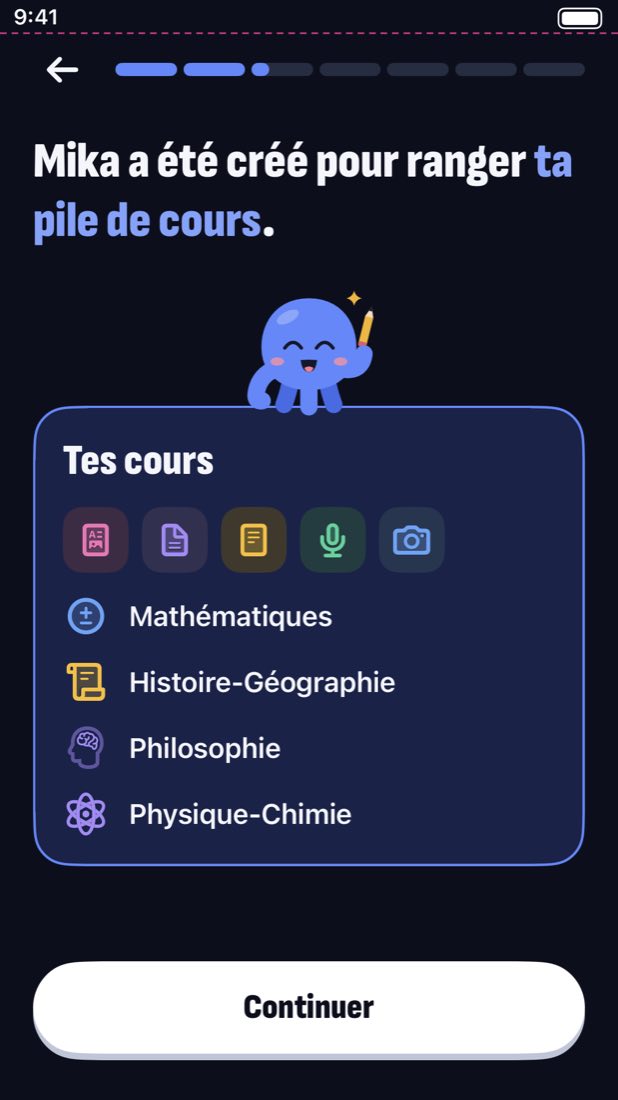 9:41
Mika a été créé pour ranger ta
pile de cours.
Tes cours
Mathématiques
Histoire-Géographie
Philosophie
Physique-Chimie
Continuer